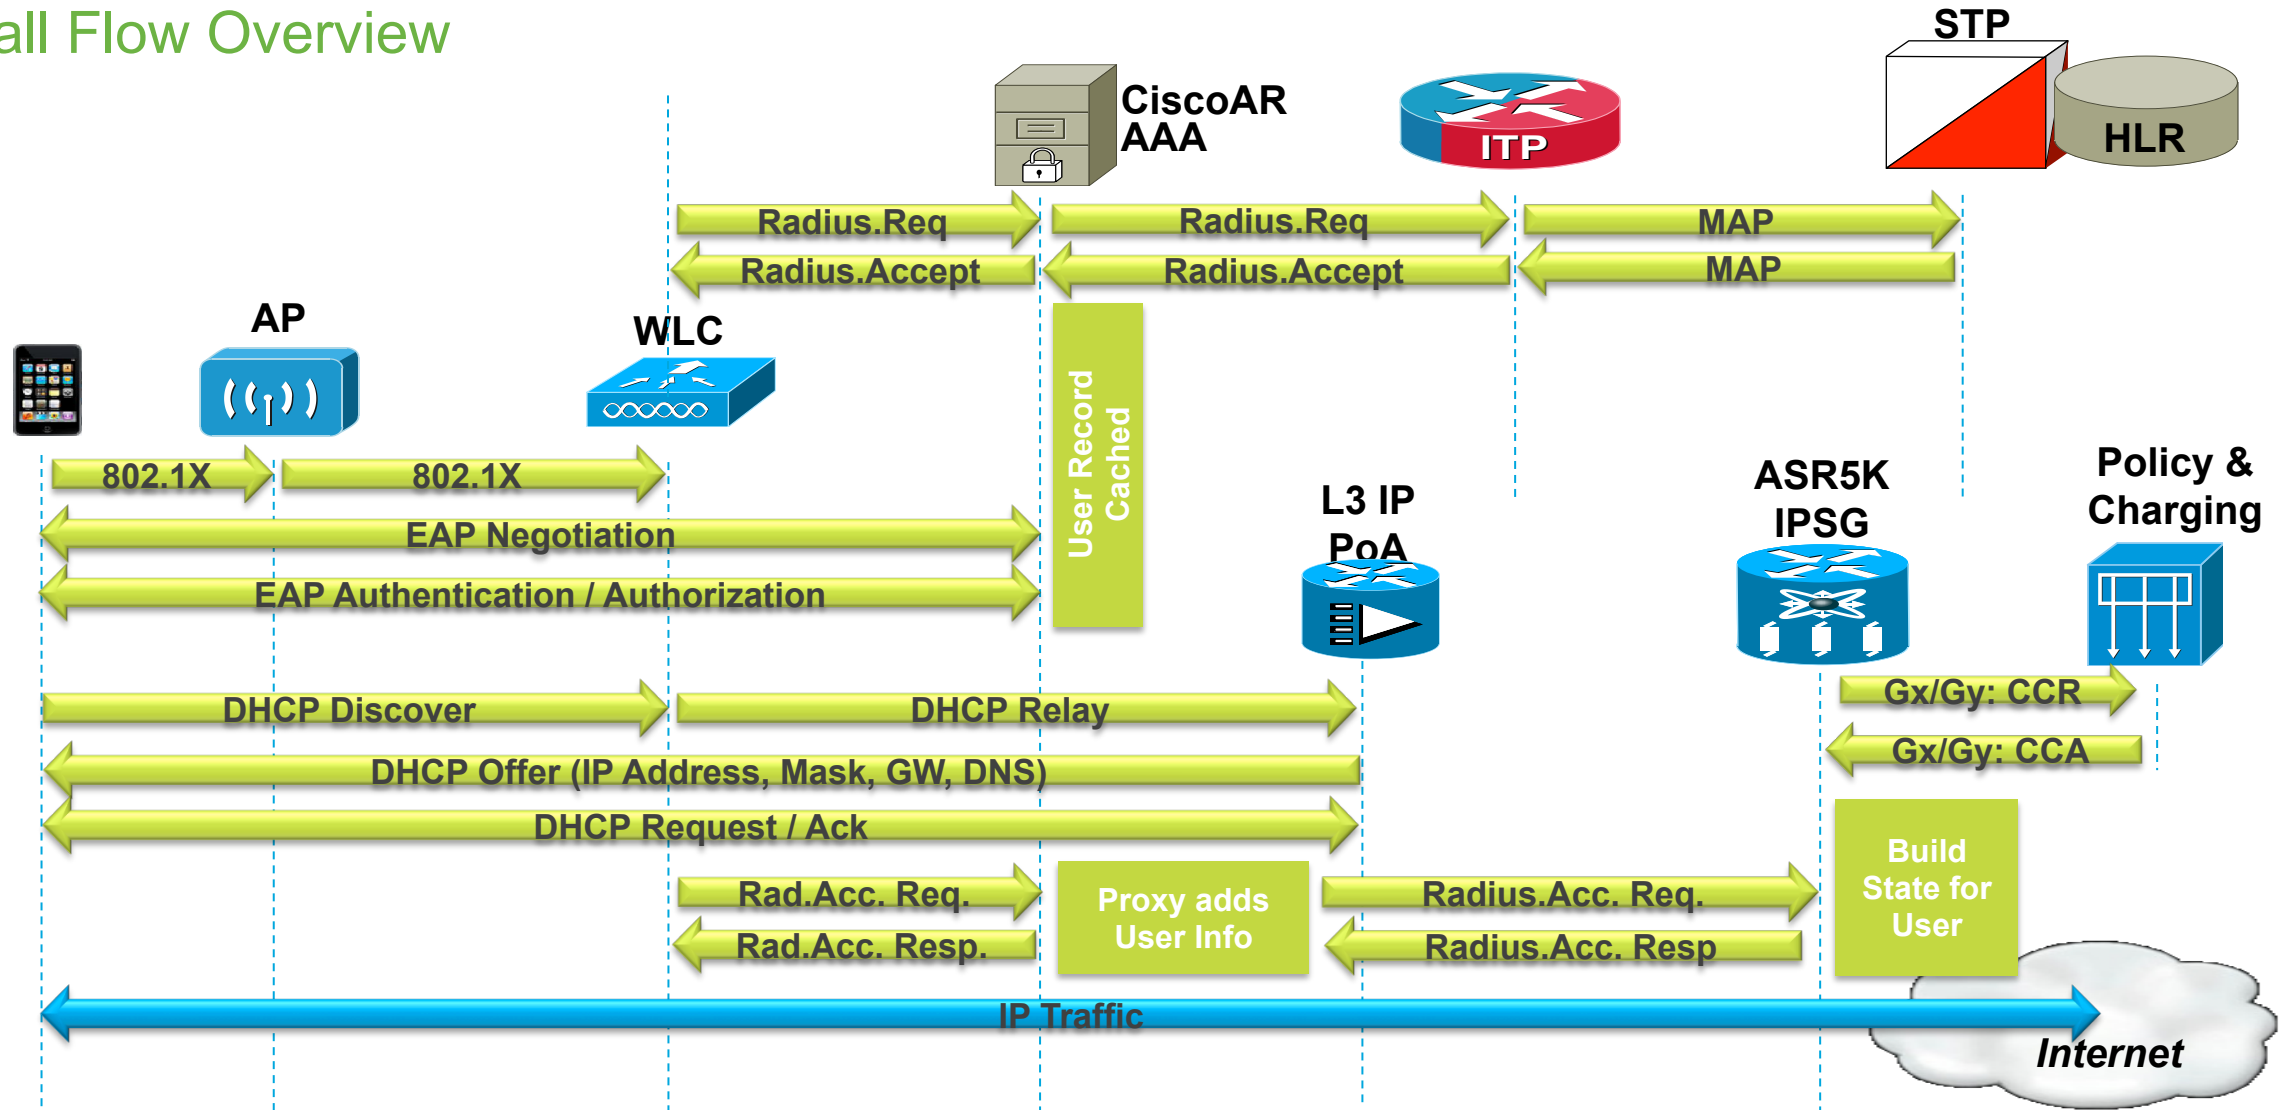 all Flow Overview
STP
CiscoAR
AAA
ITP
HLR
Radius.Req
Radius.Req
MAP
Radius.Accept
Radius.Accept
MAP
AP
WLC
User Record
Cached
802.1X
802.1X
EAP Negotiation
EAP Authentication / Authorization
L3 IP
PoA
ASR5K
IPSG
Policy &
Charging
DHCP Discover
DHCP Relay
Gx/Gy: CCR
DHCP Offer (IP Address, Mask, GW, DNS)
Gx/Gy: CCA
DHCP Request / Ack
Rad.Acc. Req.
Proxy adds
User Info
Radius.Acc. Req.
Build
State for
User
Rad.Acc. Resp.
Radius.Acc. Resp
IP Traffic
Internet